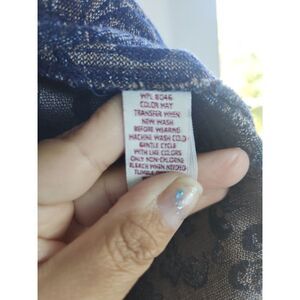 WPL 8046
COLOR MAY
TRANSFER WHEN
NEW WASH
BEFORE WEARING
MACHINE WASH COLD
GENTLE CYCLE
WITH LIKE COLORS
ONLY NON-CHLORINE
BLEACH WHEN NEEDED
TUMBLE